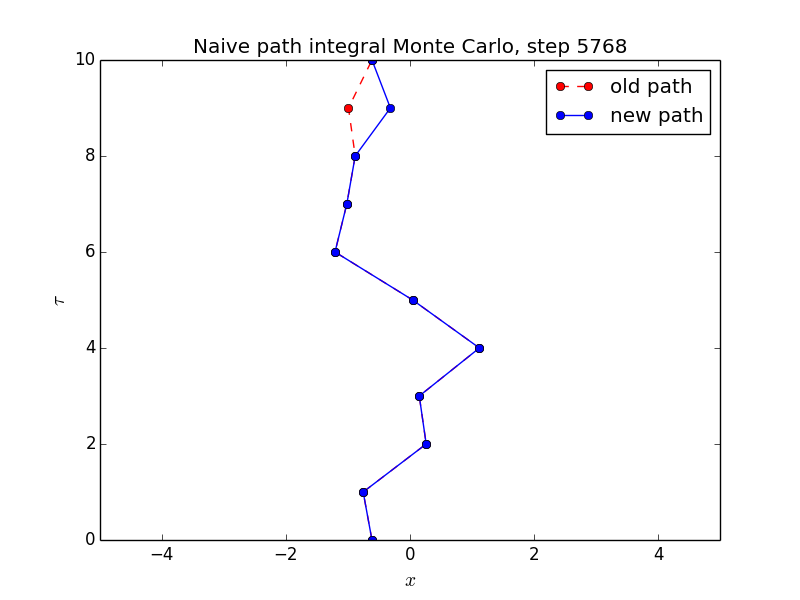 Naive path integral Monte Carlo, step 5768
10
8
6
4
2
0
τ
old path
new path
−4 −2 0 2 4
x